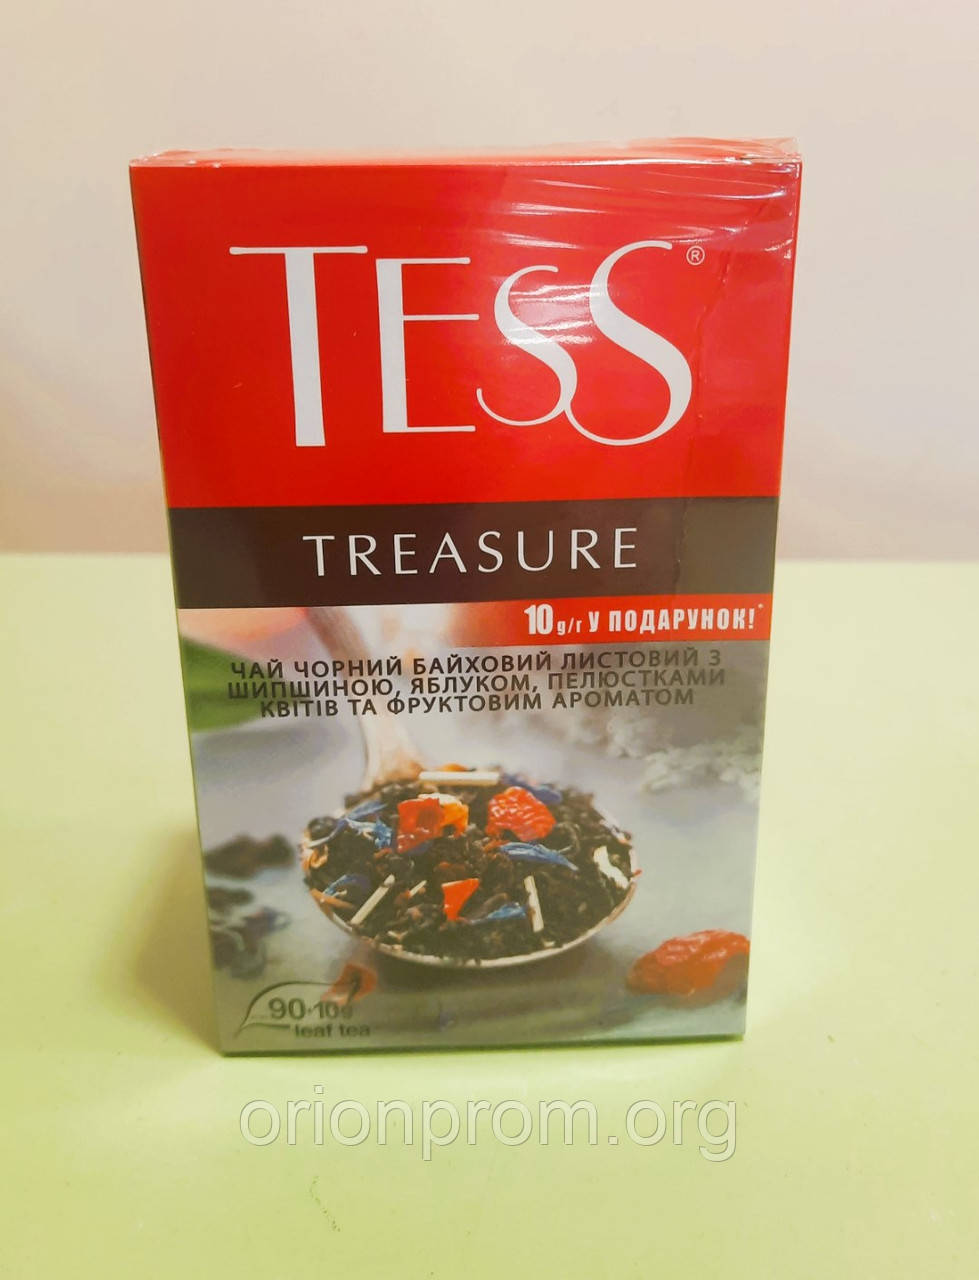 TESS®
TREASURE
10 g/г У ПОДАРУНОК!*
ЧАЙ ЧОРНИЙ БАЙХОВИЙ ЛИСТОВИЙ З
ШИПШИНОЮ, ЯБЛУКОМ, ПЕЛЮСТКАМИ
КВІТІВ ТА ФРУКТОВИМ АРОМАТОМ
90+10g
leaf tea
orionprom.org